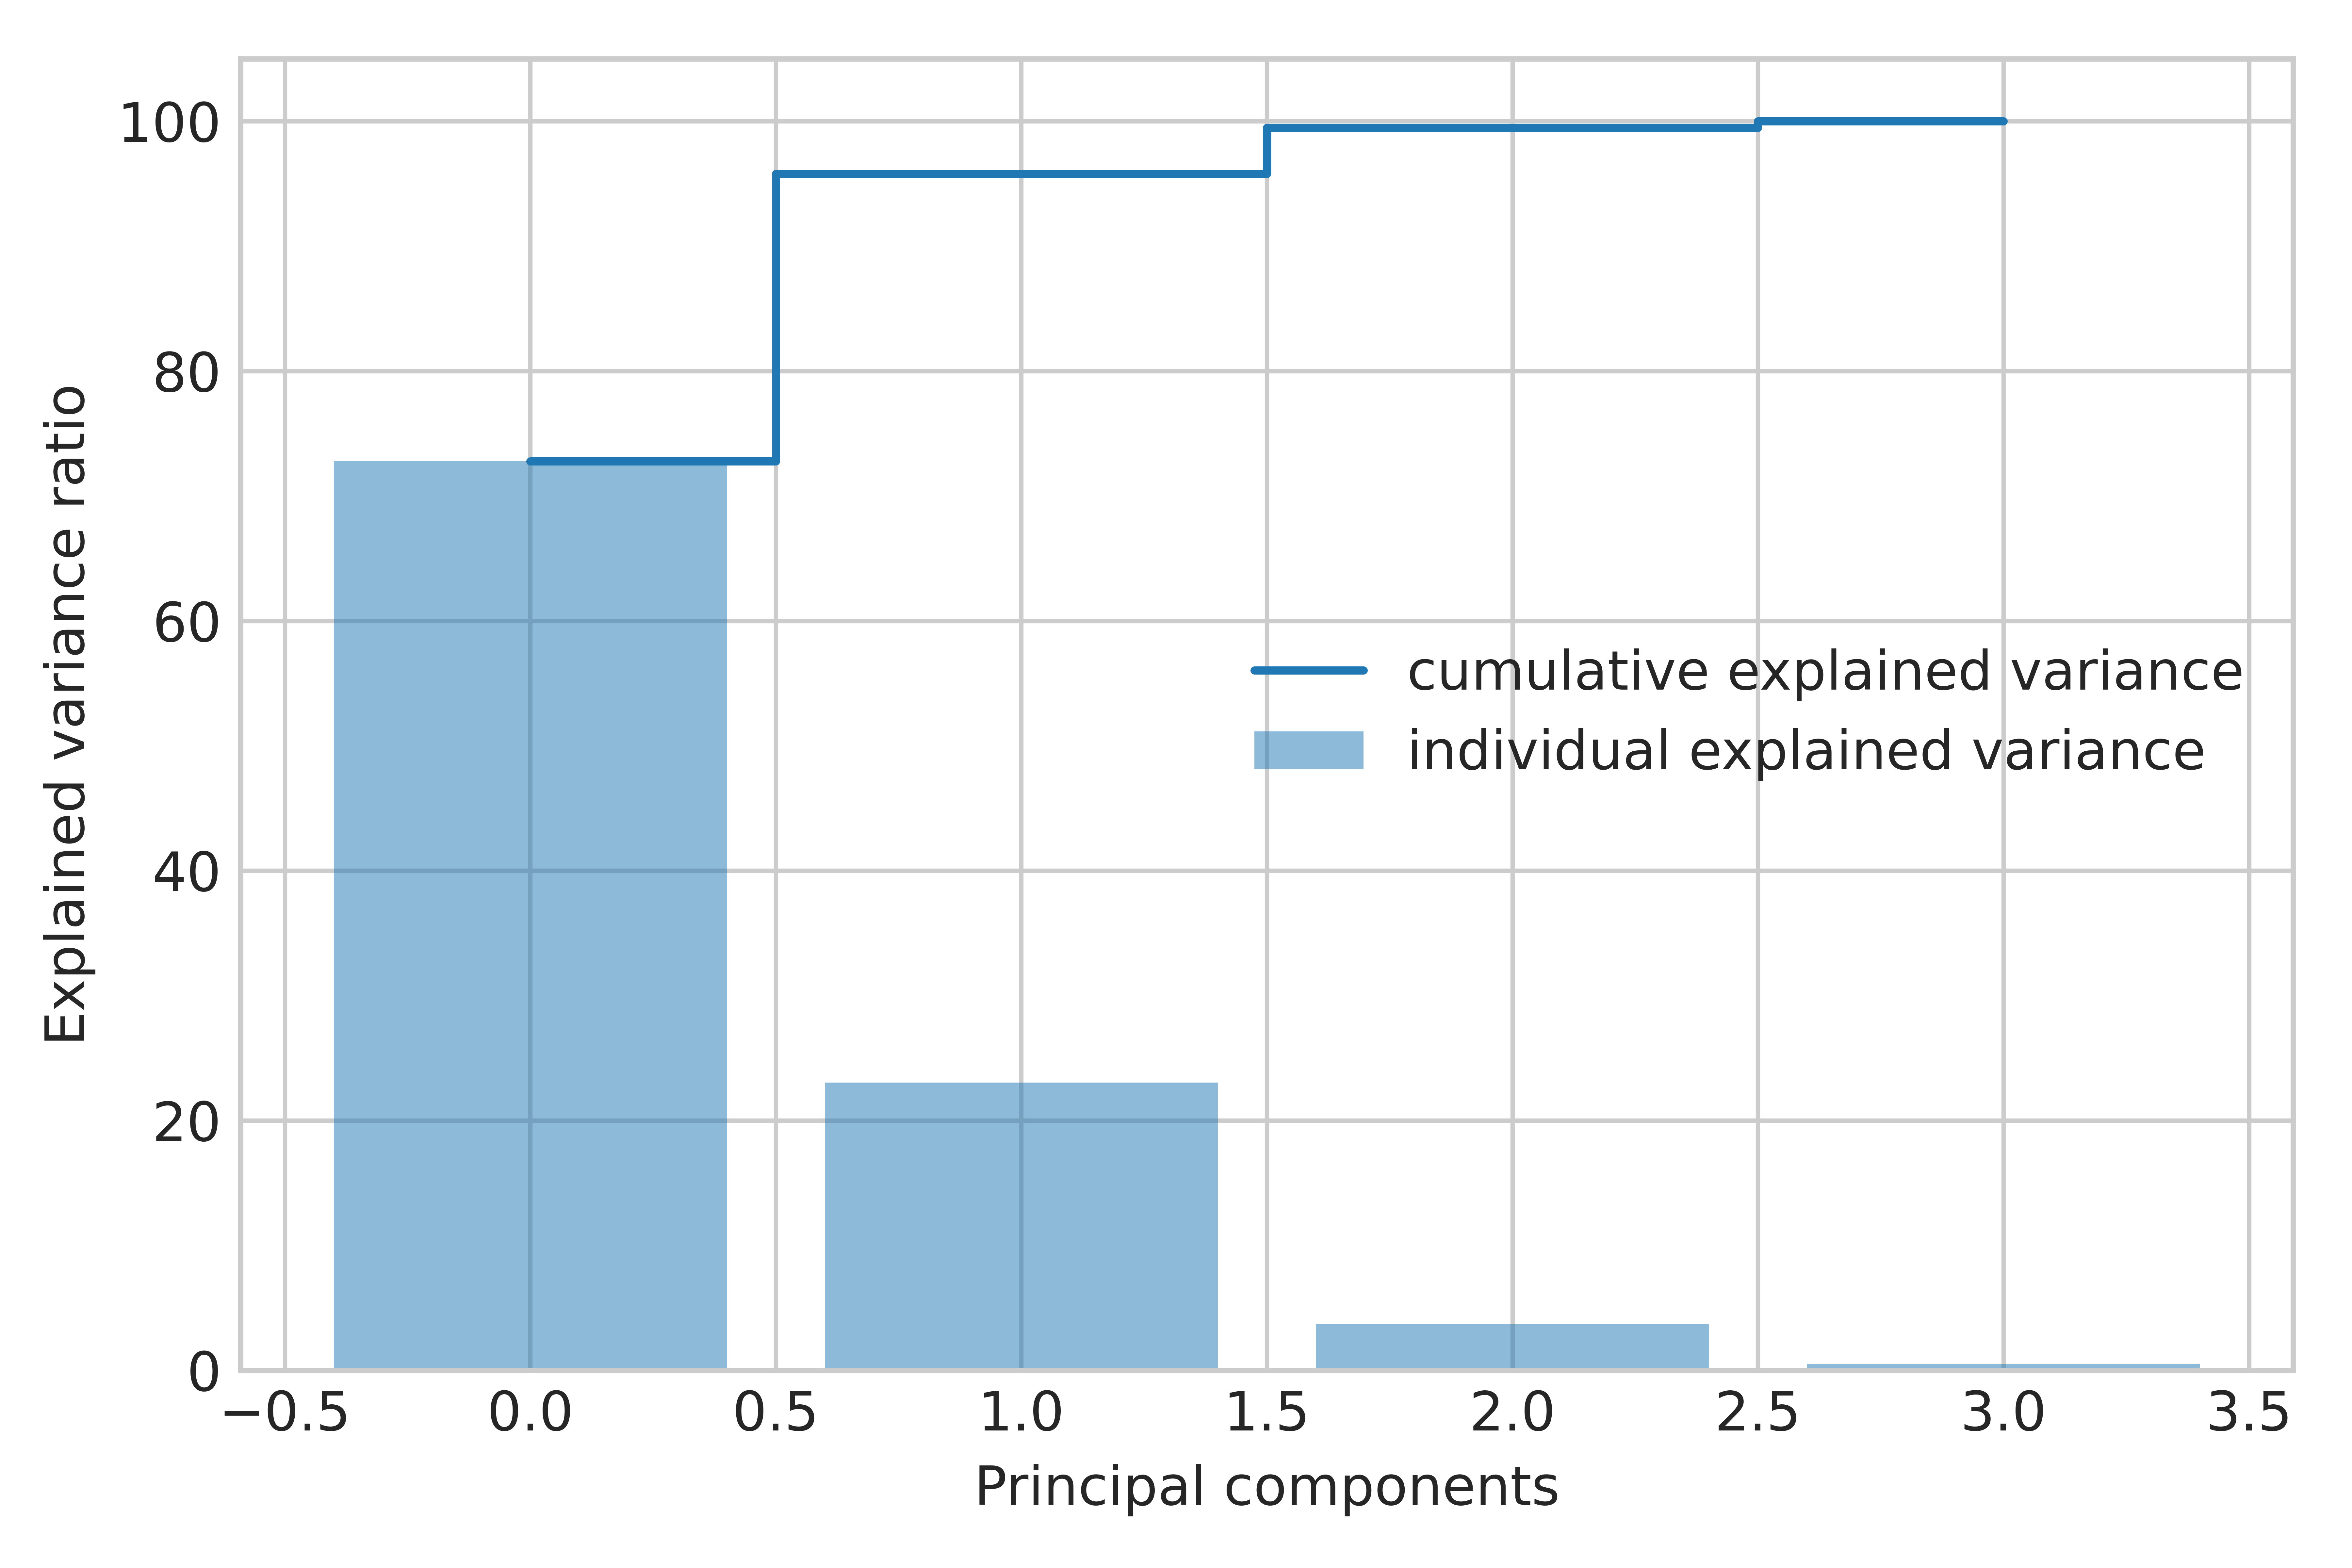 100
80
60
40
20
0
Explained variance ratio
cumulative explained variance
individual explained variance
−0.5 0.0 0.5 1.0 1.5 2.0 2.5 3.0 3.5
Principal components